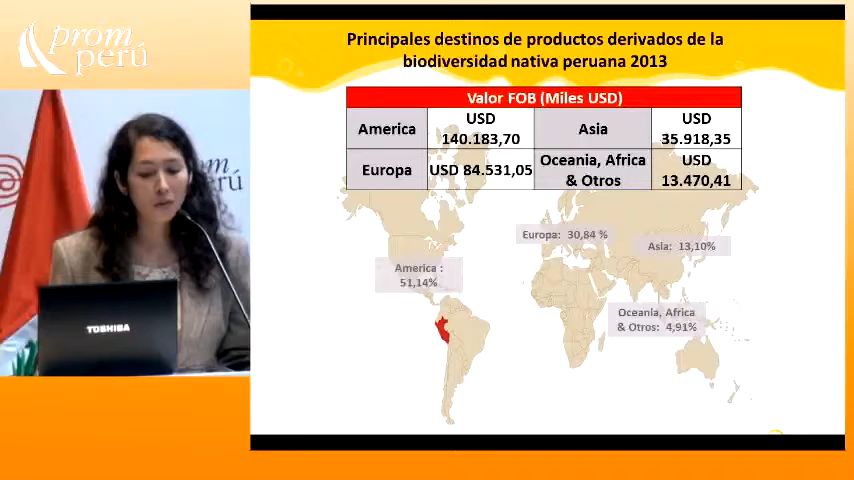 prom
perú
Principales destinos de productos derivados de la
biodiversidad nativa peruana 2013
Valor FOB (Miles USD)
America
USD
140.183,70
Asia
USD
35.918,35
Europa
USD 84.531,05
Oceania, Africa
& Otros
USD
13.470,41
Europa: 30,84 %
Asia: 13,10%
America :
51,14%
Oceania, Africa
& Otros: 4,91%
TOSHIBA
om
erú